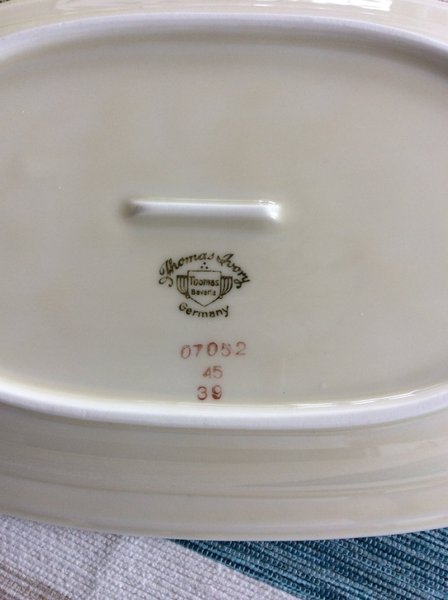 Thomas Ivory
Thomas
Bavaria
Germany
07052
45
39